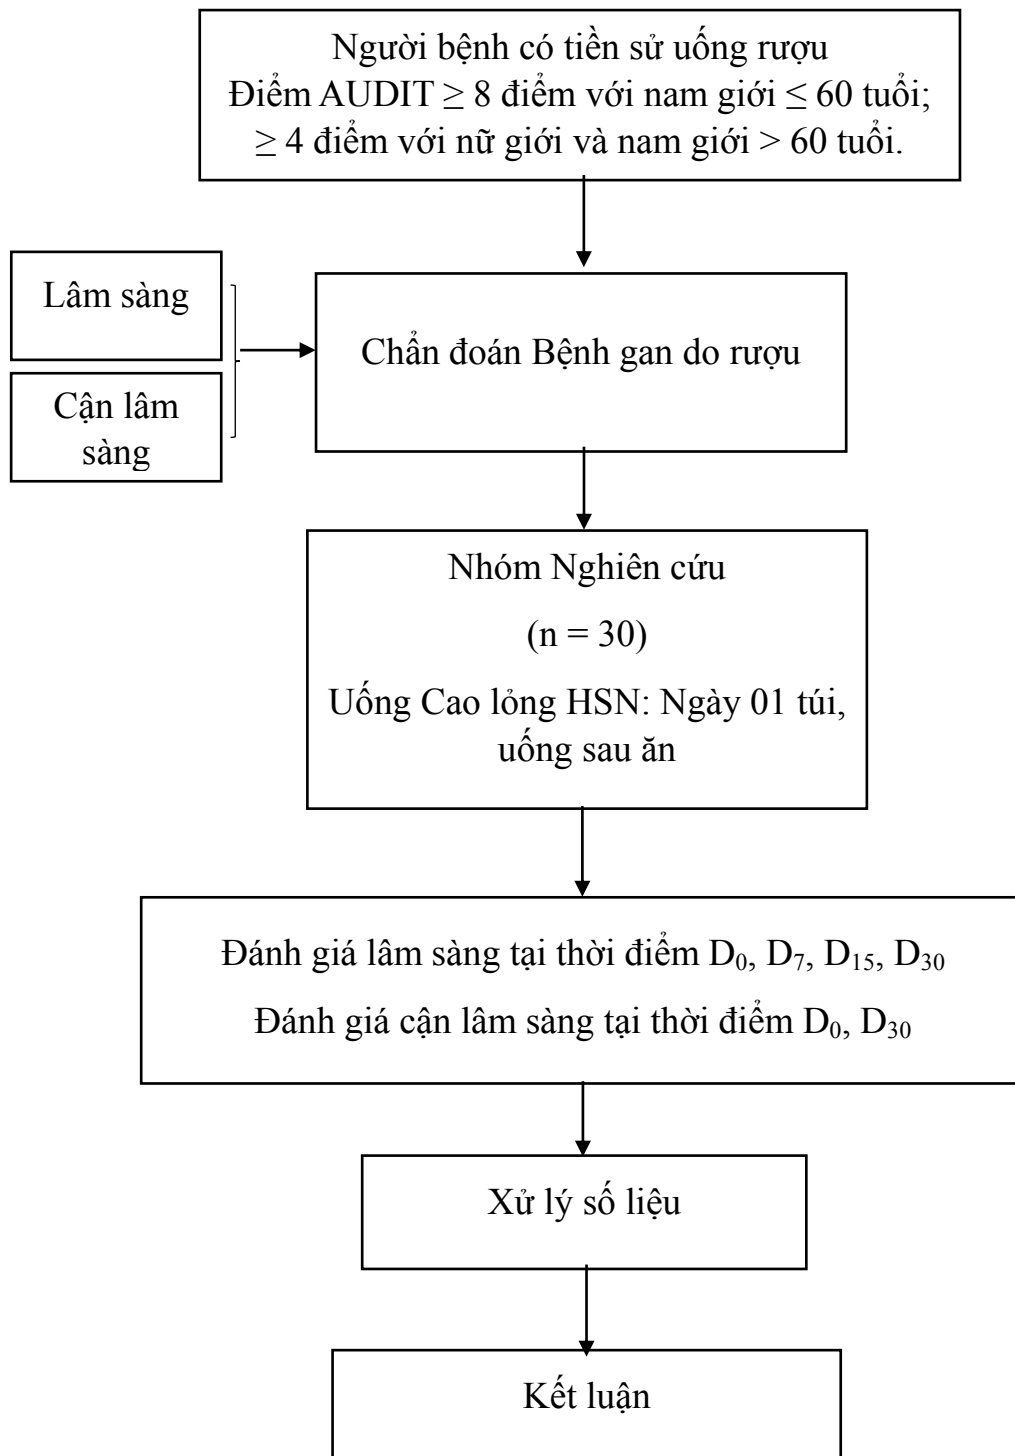 Người bệnh có tiền sử uống rượu
Điểm AUDIT ≥ 8 điểm với nam giới ≤ 60 tuổi;
≥ 4 điểm với nữ giới và nam giới > 60 tuổi.
Lâm sàng
Cận lâm
sàng
Chẩn đoán Bệnh gan do rượu
Nhóm Nghiên cứu
(n = 30)
Uống Cao lỏng HSN: Ngày 01 túi,
uống sau ăn
Đánh giá lâm sàng tại thời điểm D₀, D₇, D₁₅, D₃₀
Đánh giá cận lâm sàng tại thời điểm D₀, D₃₀
Xử lý số liệu
Kết luận